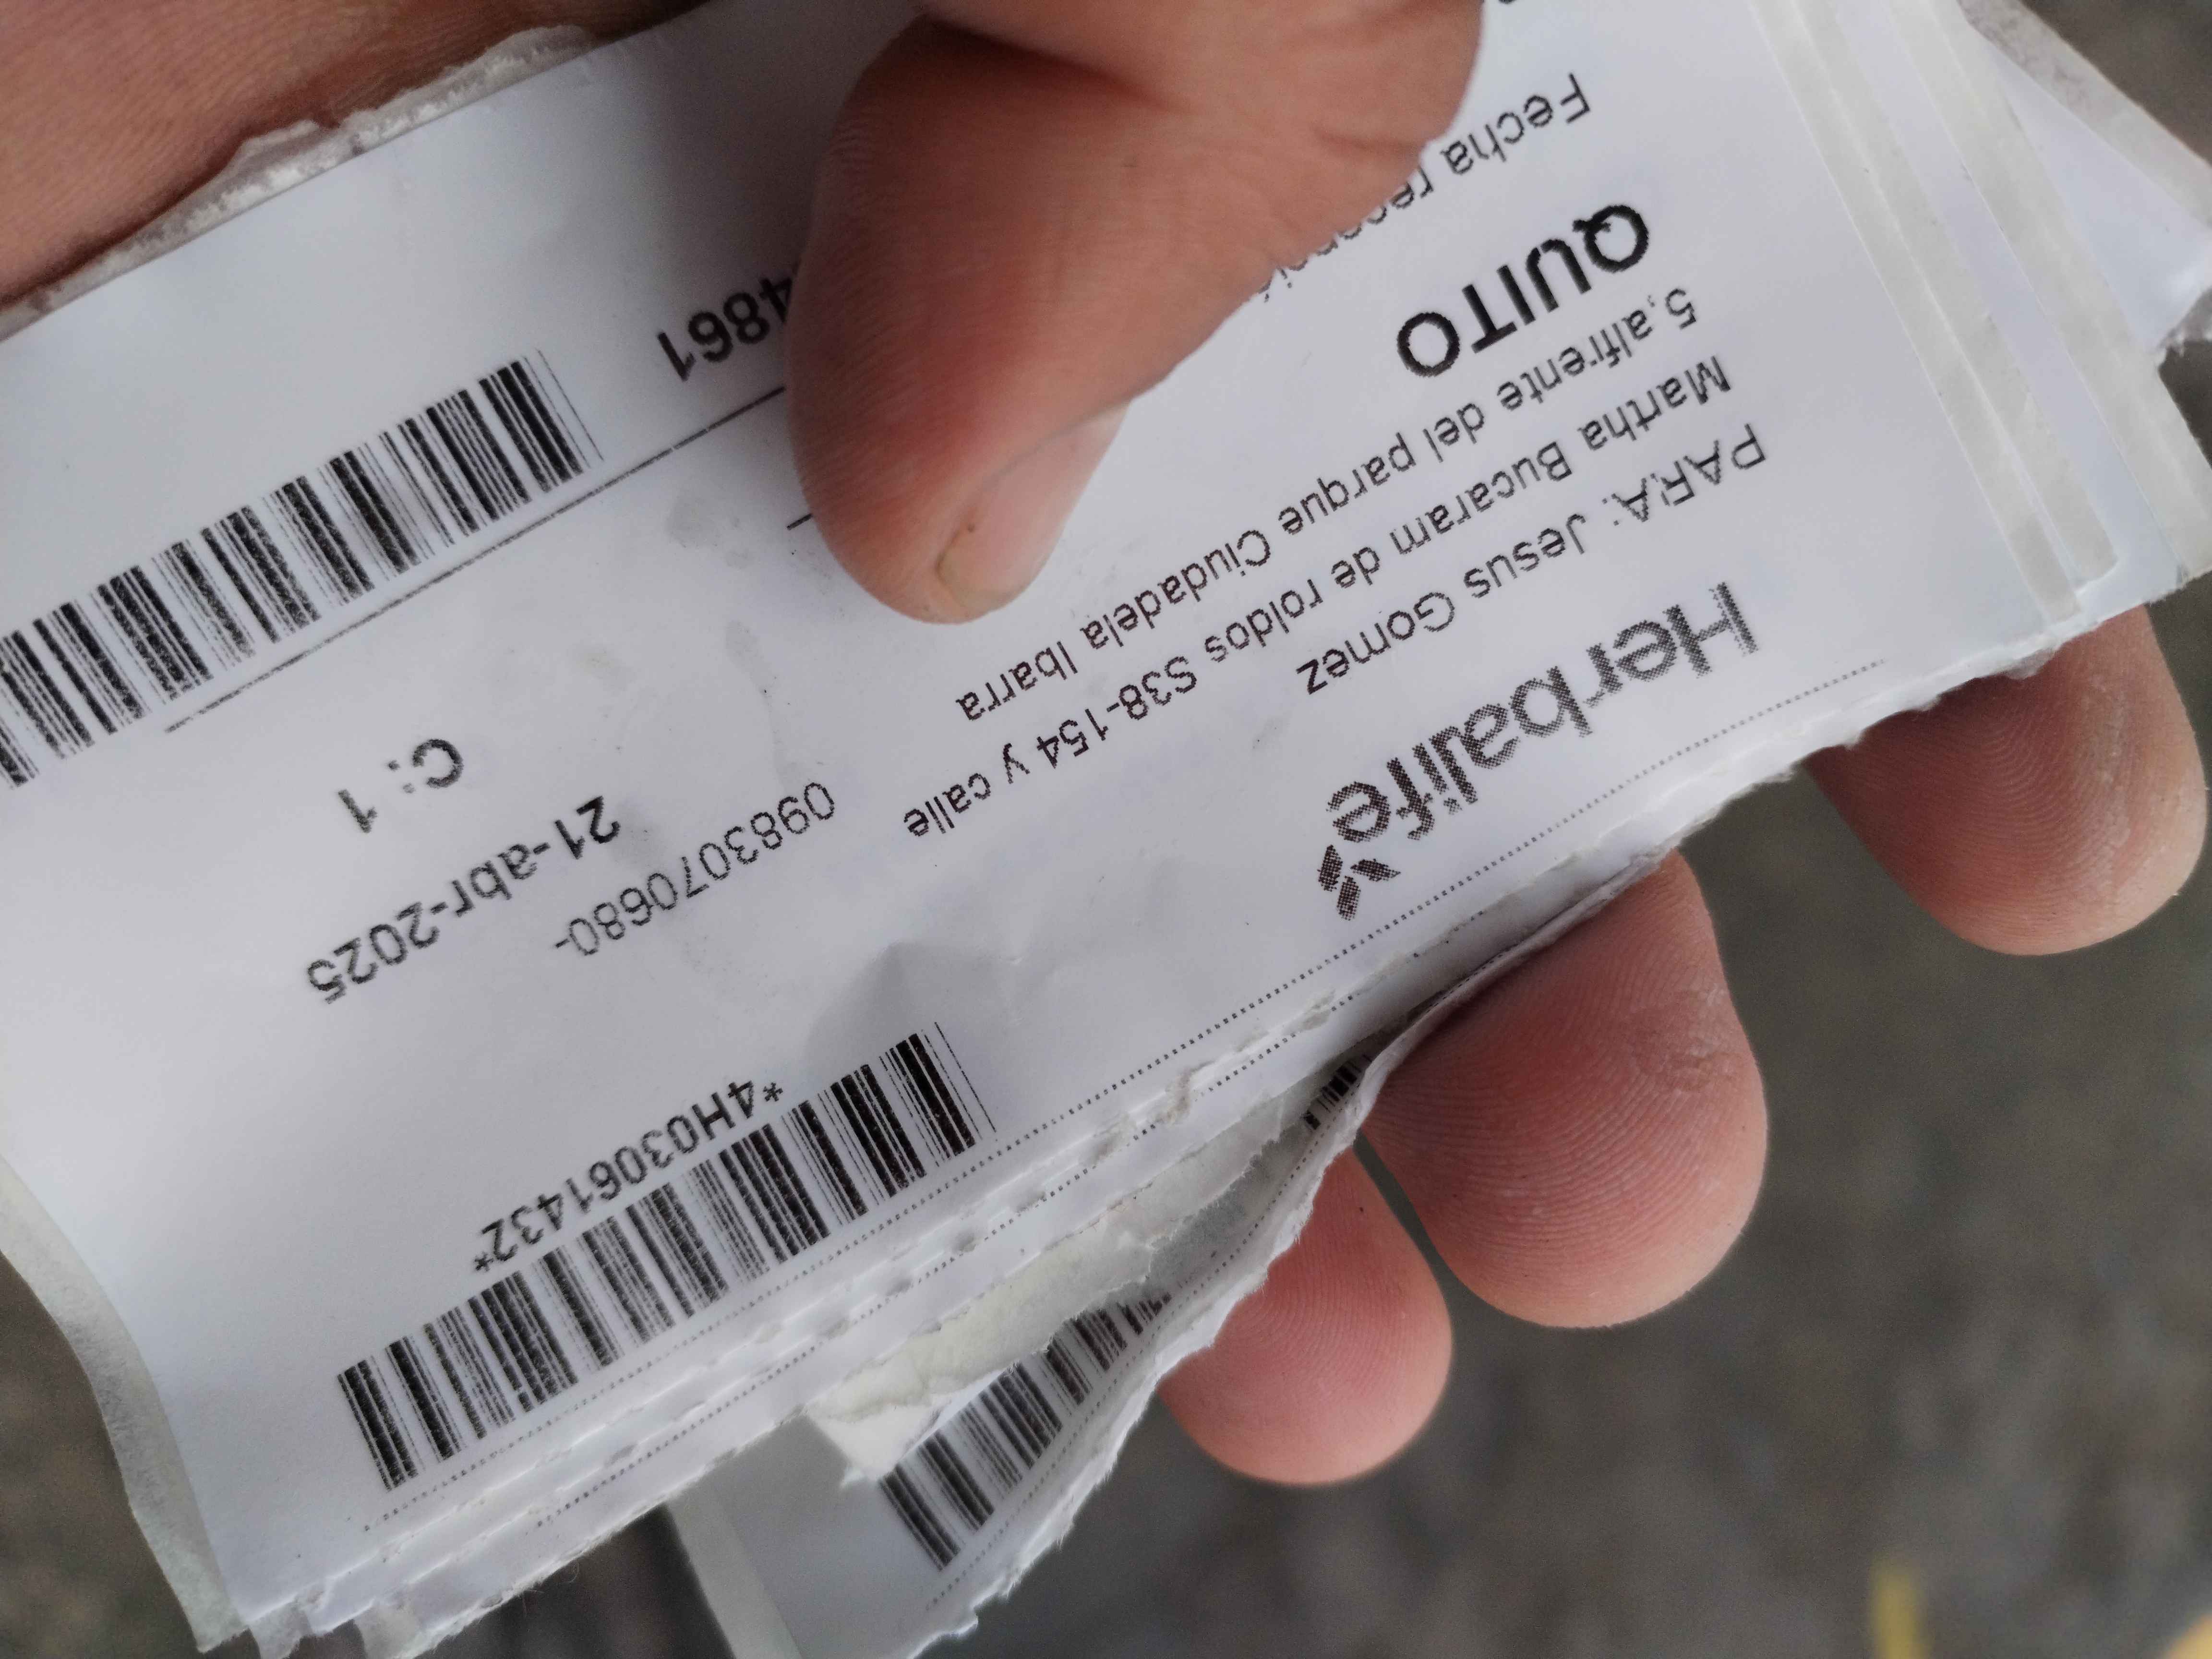 Herbalife
*4H03061432*
PARA: Jesus Gomez
Martha Bucaram de roldos S38-154 y calle
5,alfrente del parque Ciudadela Ibarra
0983070680-
QUITO
21-abr-2025
Fecha
C: 1
4861